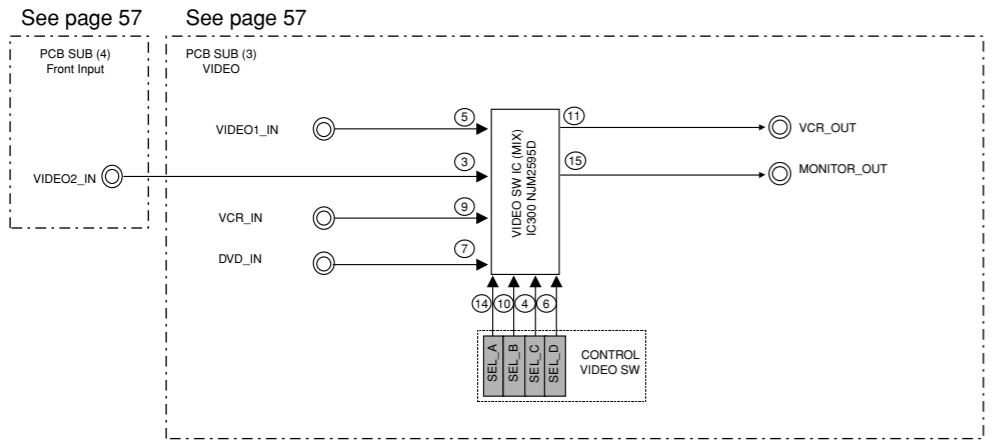 See page 57
See page 57
PCB SUB (4)
Front Input
PCB SUB (3)
VIDEO
VIDEO1_IN
5
11
VCR_OUT
VIDEO2_IN
3
15
MONITOR_OUT
VCR_IN
9
DVD_IN
7
VIDEO SW IC (MIX)
IC300 NJM2595D
14
10
4
6
SEL_A
SEL_B
SEL_C
SEL_D
CONTROL
VIDEO SW